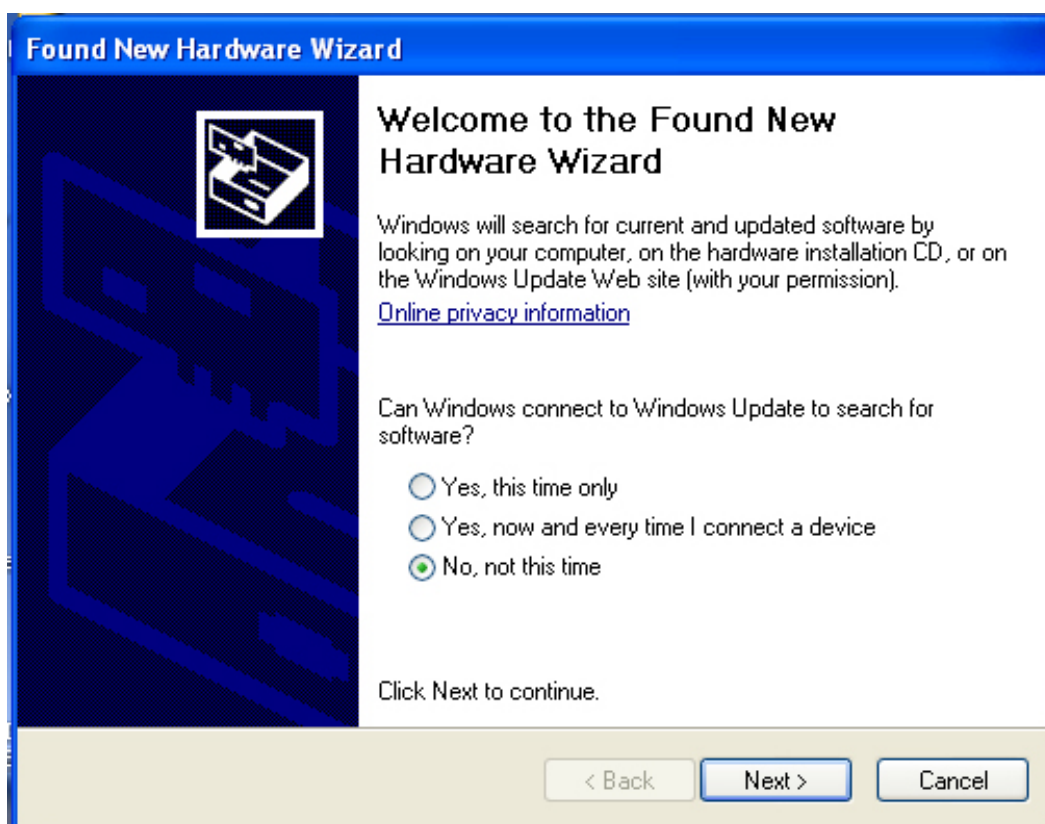 Found New Hardware Wizard
Welcome to the Found New
Hardware Wizard
Windows will search for current and updated software by
looking on your computer, on the hardware installation CD, or on
the Windows Update Web site (with your permission).
Online privacy information
Can Windows connect to Windows Update to search for
software?
Yes, this time only
Yes, now and every time I connect a device
No, not this time
Click Next to continue.
< Back
Next >
Cancel